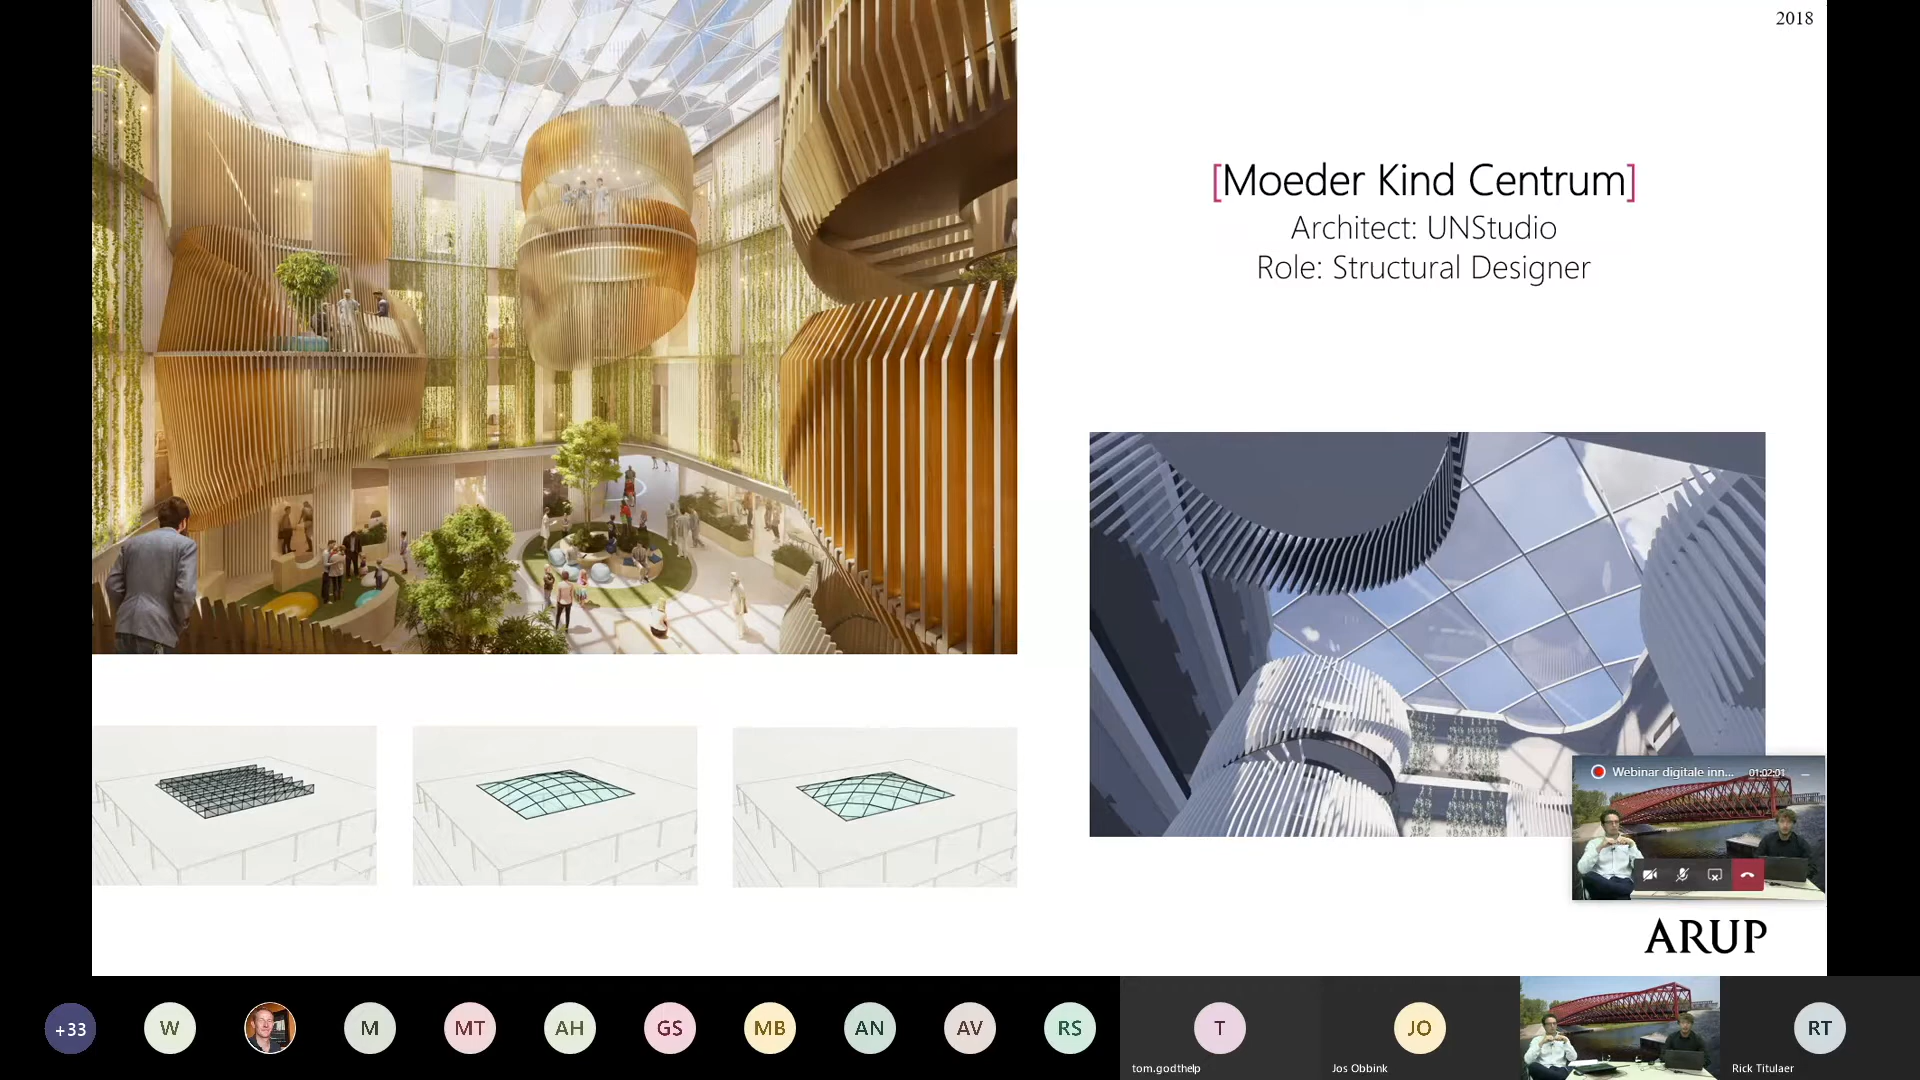 2018
[Moeder Kind Centrum]
Architect: UNStudio
Role: Structural Designer
Webinar digitale inn...
01:02:01
ARUP
+33
W
M
MT
AH
GS
MB
AN
AV
RS
T
JO
RT
tom.godthelp
Jos Obbink
Rick Titulaer